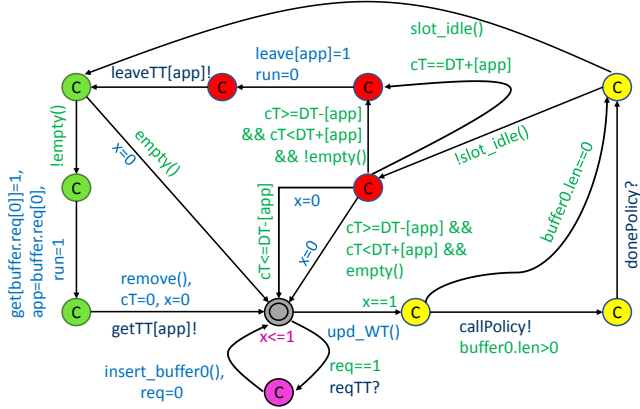 slot_idle()
leave[app]=1
run=0
leaveTT[app]!
cT==DT+[app]
C
C
C
C
cT>=DT-[app]
&& cT<DT+[app]
&& !empty()
!empty()
empty()
x=0
!slot_idle()
C
C
x=0
buffer0.len==0
donePolicy?
get[buffer.req[0]]=1,
app=buffer.req[0],
run=1
cT<=DT-[app]
x=0
cT>=DT-[app] &&
cT<DT+[app] &&
empty()
remove(),
cT=0, x=0
C
getTT[app]!
x==1
C
C
x<=1
upd_WT()
callPolicy!
buffer0.len>0
insert_buffer0(),
req=0
req==1
reqTT?
C